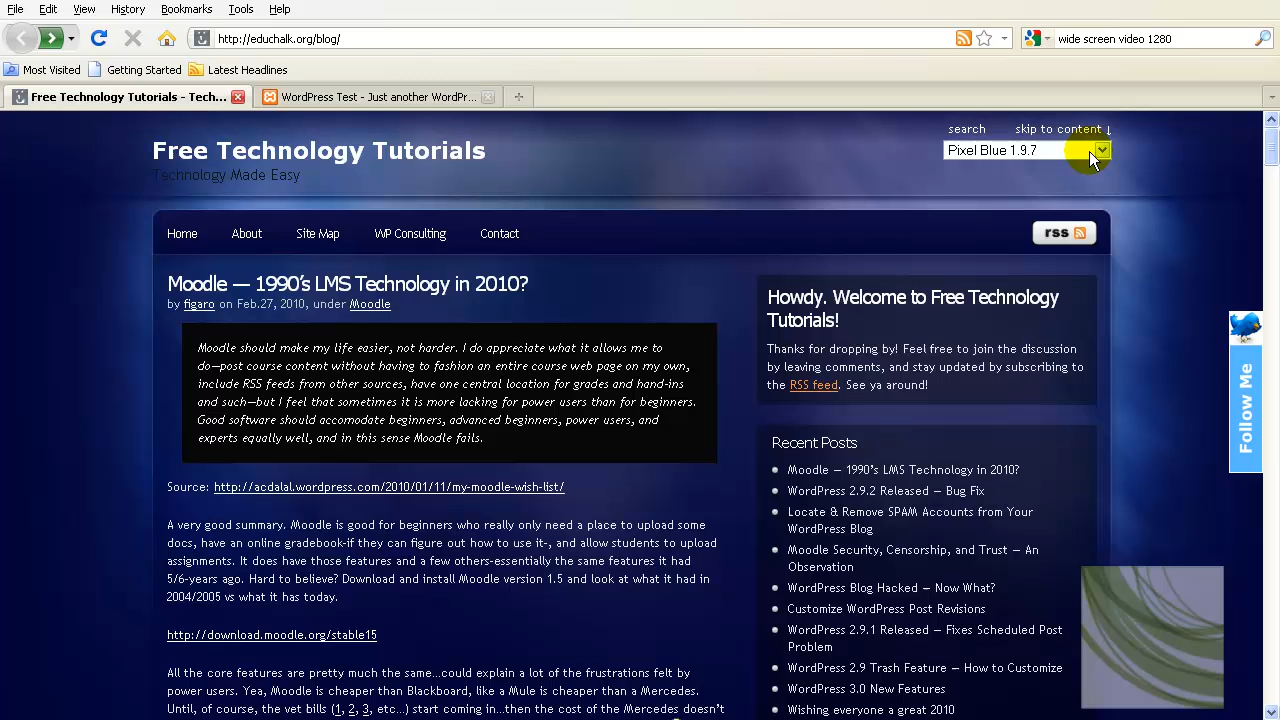 File Edit View History Bookmarks Tools Help
http://educhalk.org/blog/ wide screen video 1280
Most Visited Getting Started Latest Headlines
Free Technology Tutorials - Tech... WordPress Test - Just another WordPr...
search skip to content ↓
Pixel Blue 1.9.7
Free Technology Tutorials
Technology Made Easy
Home About Site Map WP Consulting Contact rss
Moodle — 1990's LMS Technology in 2010?
by figaro on Feb.27, 2010, under Moodle
Moodle should make my life easier, not harder. I do appreciate what it allows me to
do—post course content without having to fashion an entire course web page on my own,
include RSS feeds from other sources, have one central location for grades and hand-ins
and such—but I feel that sometimes it is more lacking for power users than for beginners.
Good software should accomodate beginners, advanced beginners, power users, and
experts equally well, and in this sense Moodle fails.
Source: http://acdalal.wordpress.com/2010/01/11/my-moodle-wish-list/
A very good summary. Moodle is good for beginners who really only need a place to upload some
docs, have an online gradebook-if they can figure out how to use it-, and allow students to upload
assignments. It does have those features and a few others-essentially the same features it had
5/6-years ago. Hard to believe? Download and install Moodle version 1.5 and look at what it had in
2004/2005 vs what it has today.
http://download.moodle.org/stable15
All the core features are pretty much the same...could explain a lot of the frustrations felt by
power users. Yea, Moodle is cheaper than Blackboard, like a Mule is cheaper than a Mercedes.
Until, of course, the vet bills (1, 2, 3, etc...) start coming in...then the cost of the Mercedes doesn't
Howdy. Welcome to Free Technology
Tutorials!
Thanks for dropping by! Feel free to join the discussion
by leaving comments, and stay updated by subscribing to
the RSS feed. See ya around!
Recent Posts
Moodle — 1990's LMS Technology in 2010?
WordPress 2.9.2 Released — Bug Fix
Locate & Remove SPAM Accounts from Your
WordPress Blog
Moodle Security, Censorship, and Trust — An
Observation
WordPress Blog Hacked — Now What?
Customize WordPress Post Revisions
WordPress 2.9.1 Released — Fixes Scheduled Post
Problem
WordPress 2.9 Trash Feature — How to Customize
WordPress 3.0 New Features
Wishing everyone a great 2010
Follow Me